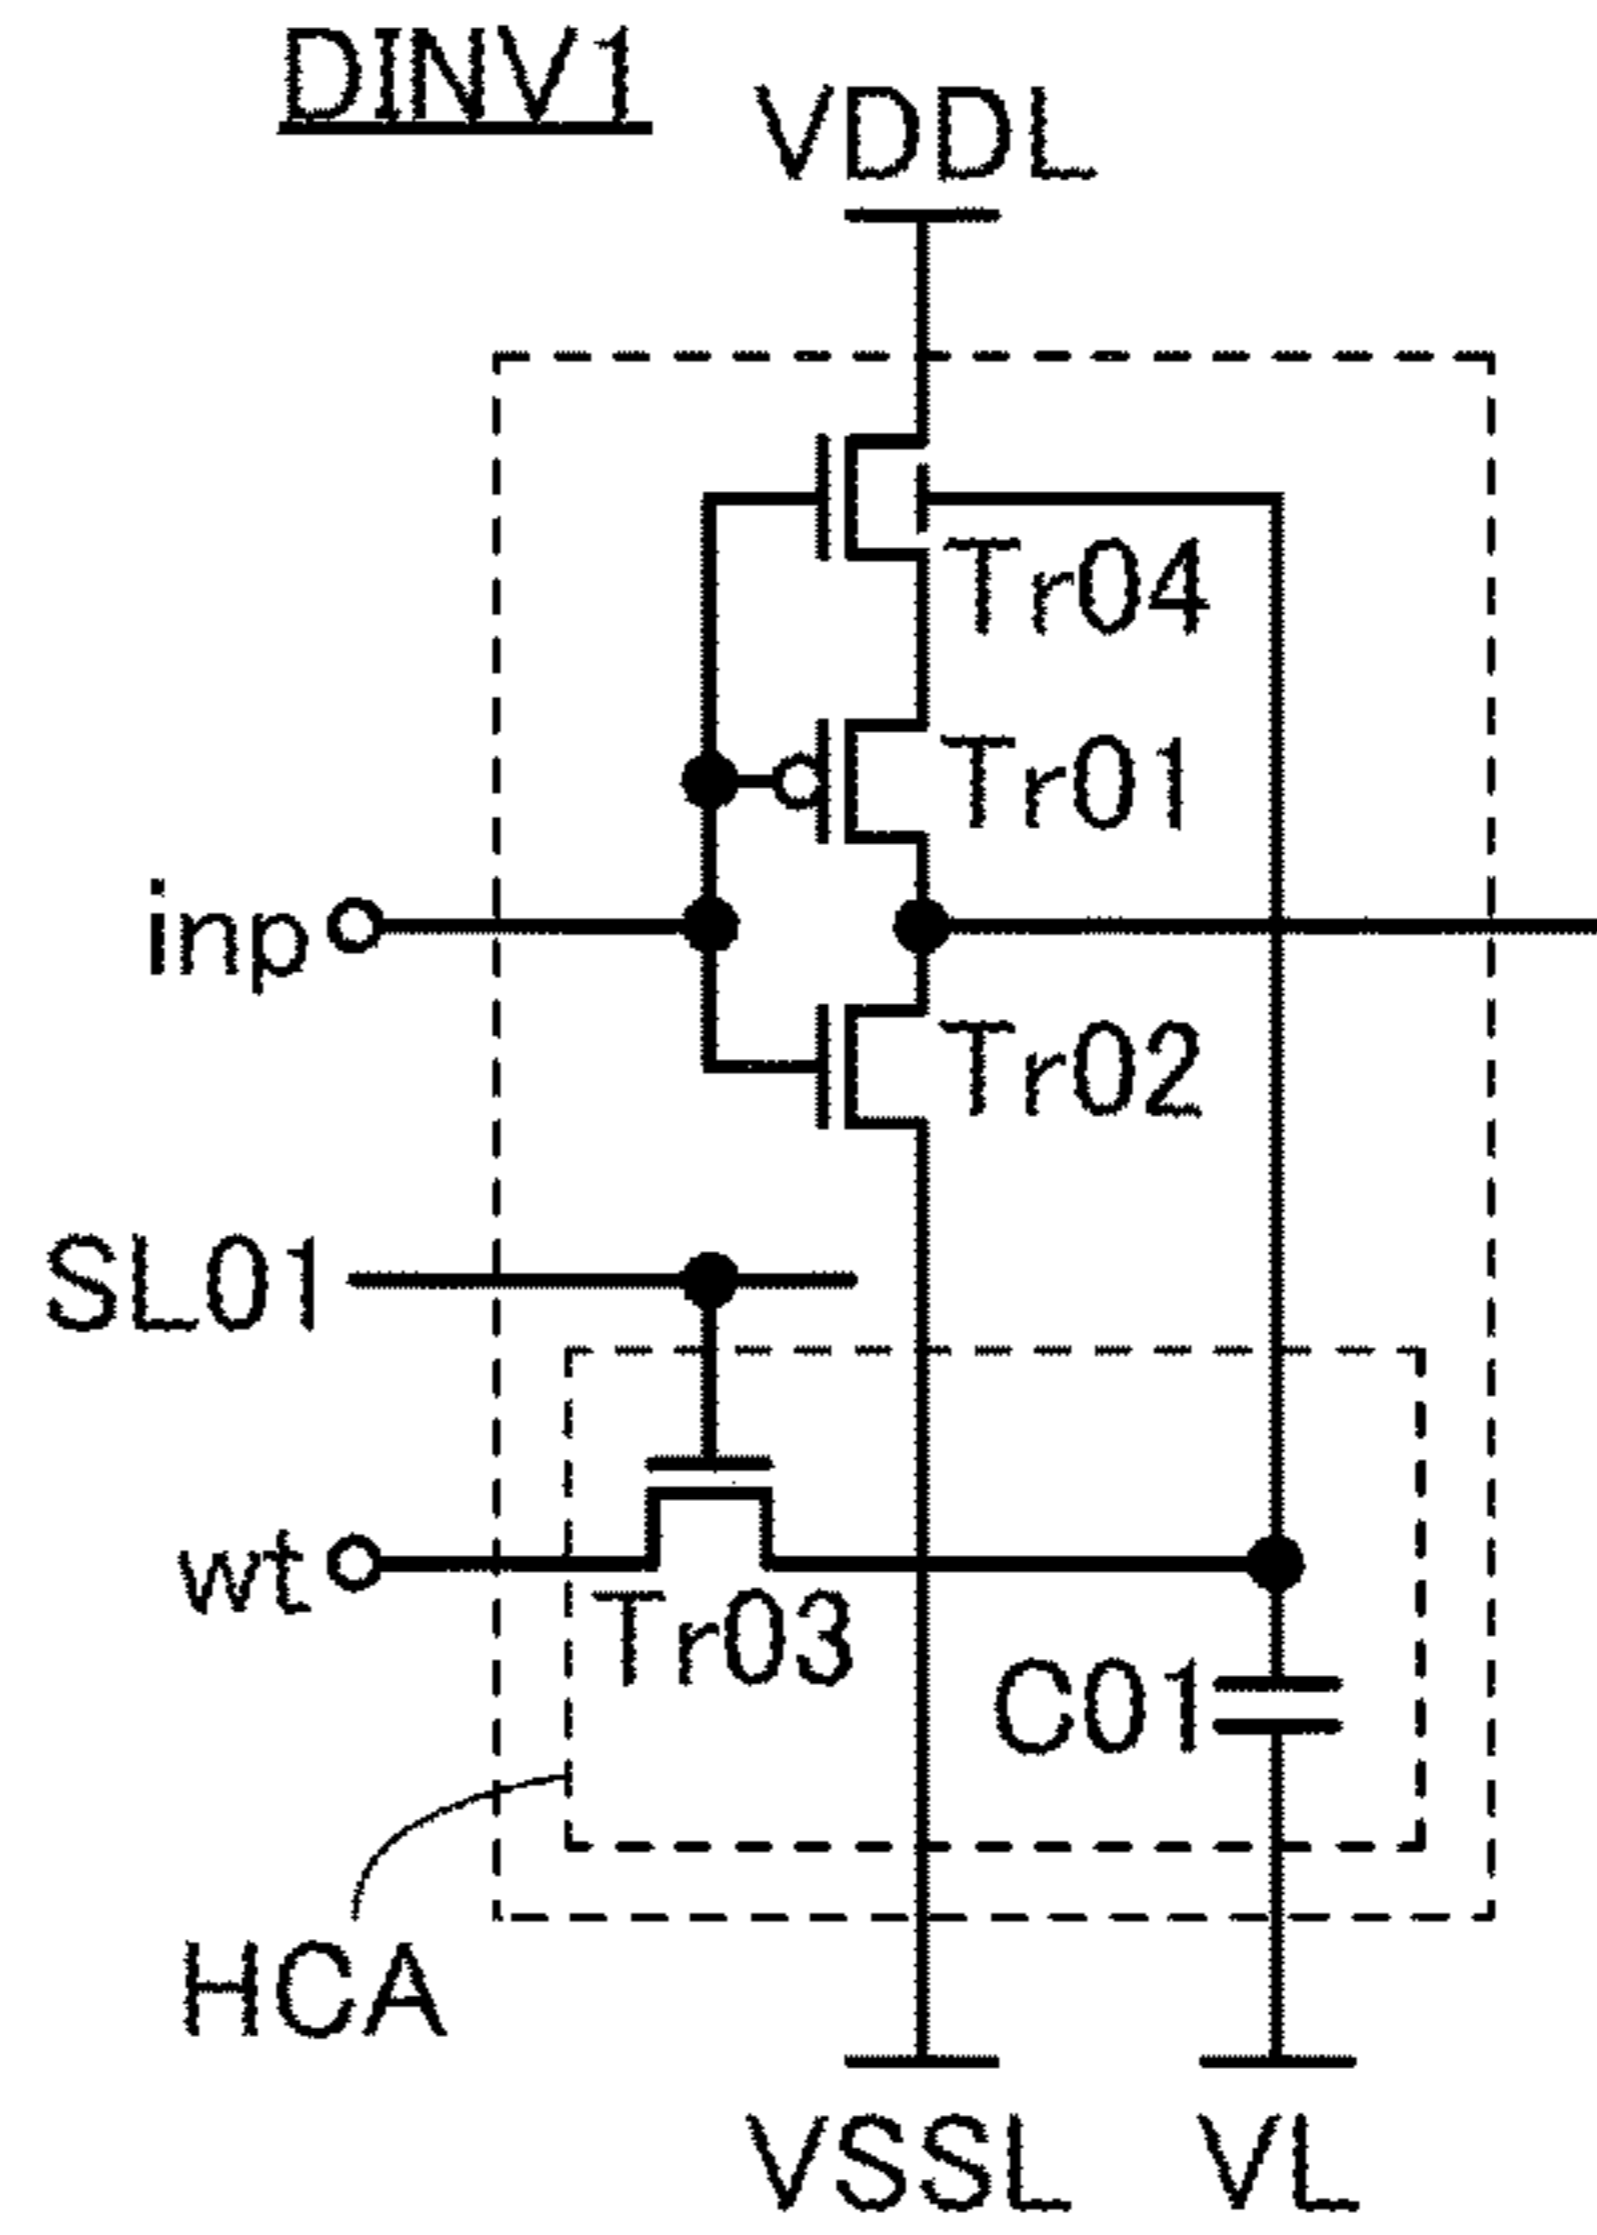 DINV1
VDDL
Tr04
Tr01
inp
Tr02
SL01
wt
Tr03
C01
HCA
VSSL
VL